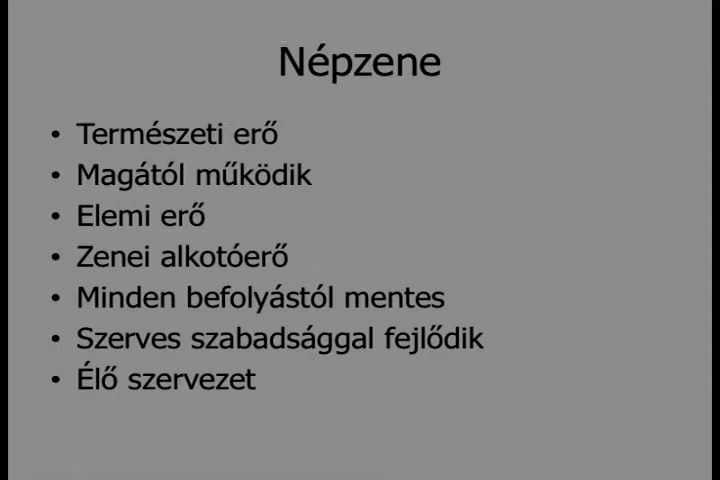 Népzene
• Természeti erő
• Magától működik
• Elemi erő
• Zenei alkotóerő
• Minden befolyástól mentes
• Szerves szabadsággal fejlődik
• Élő szervezet